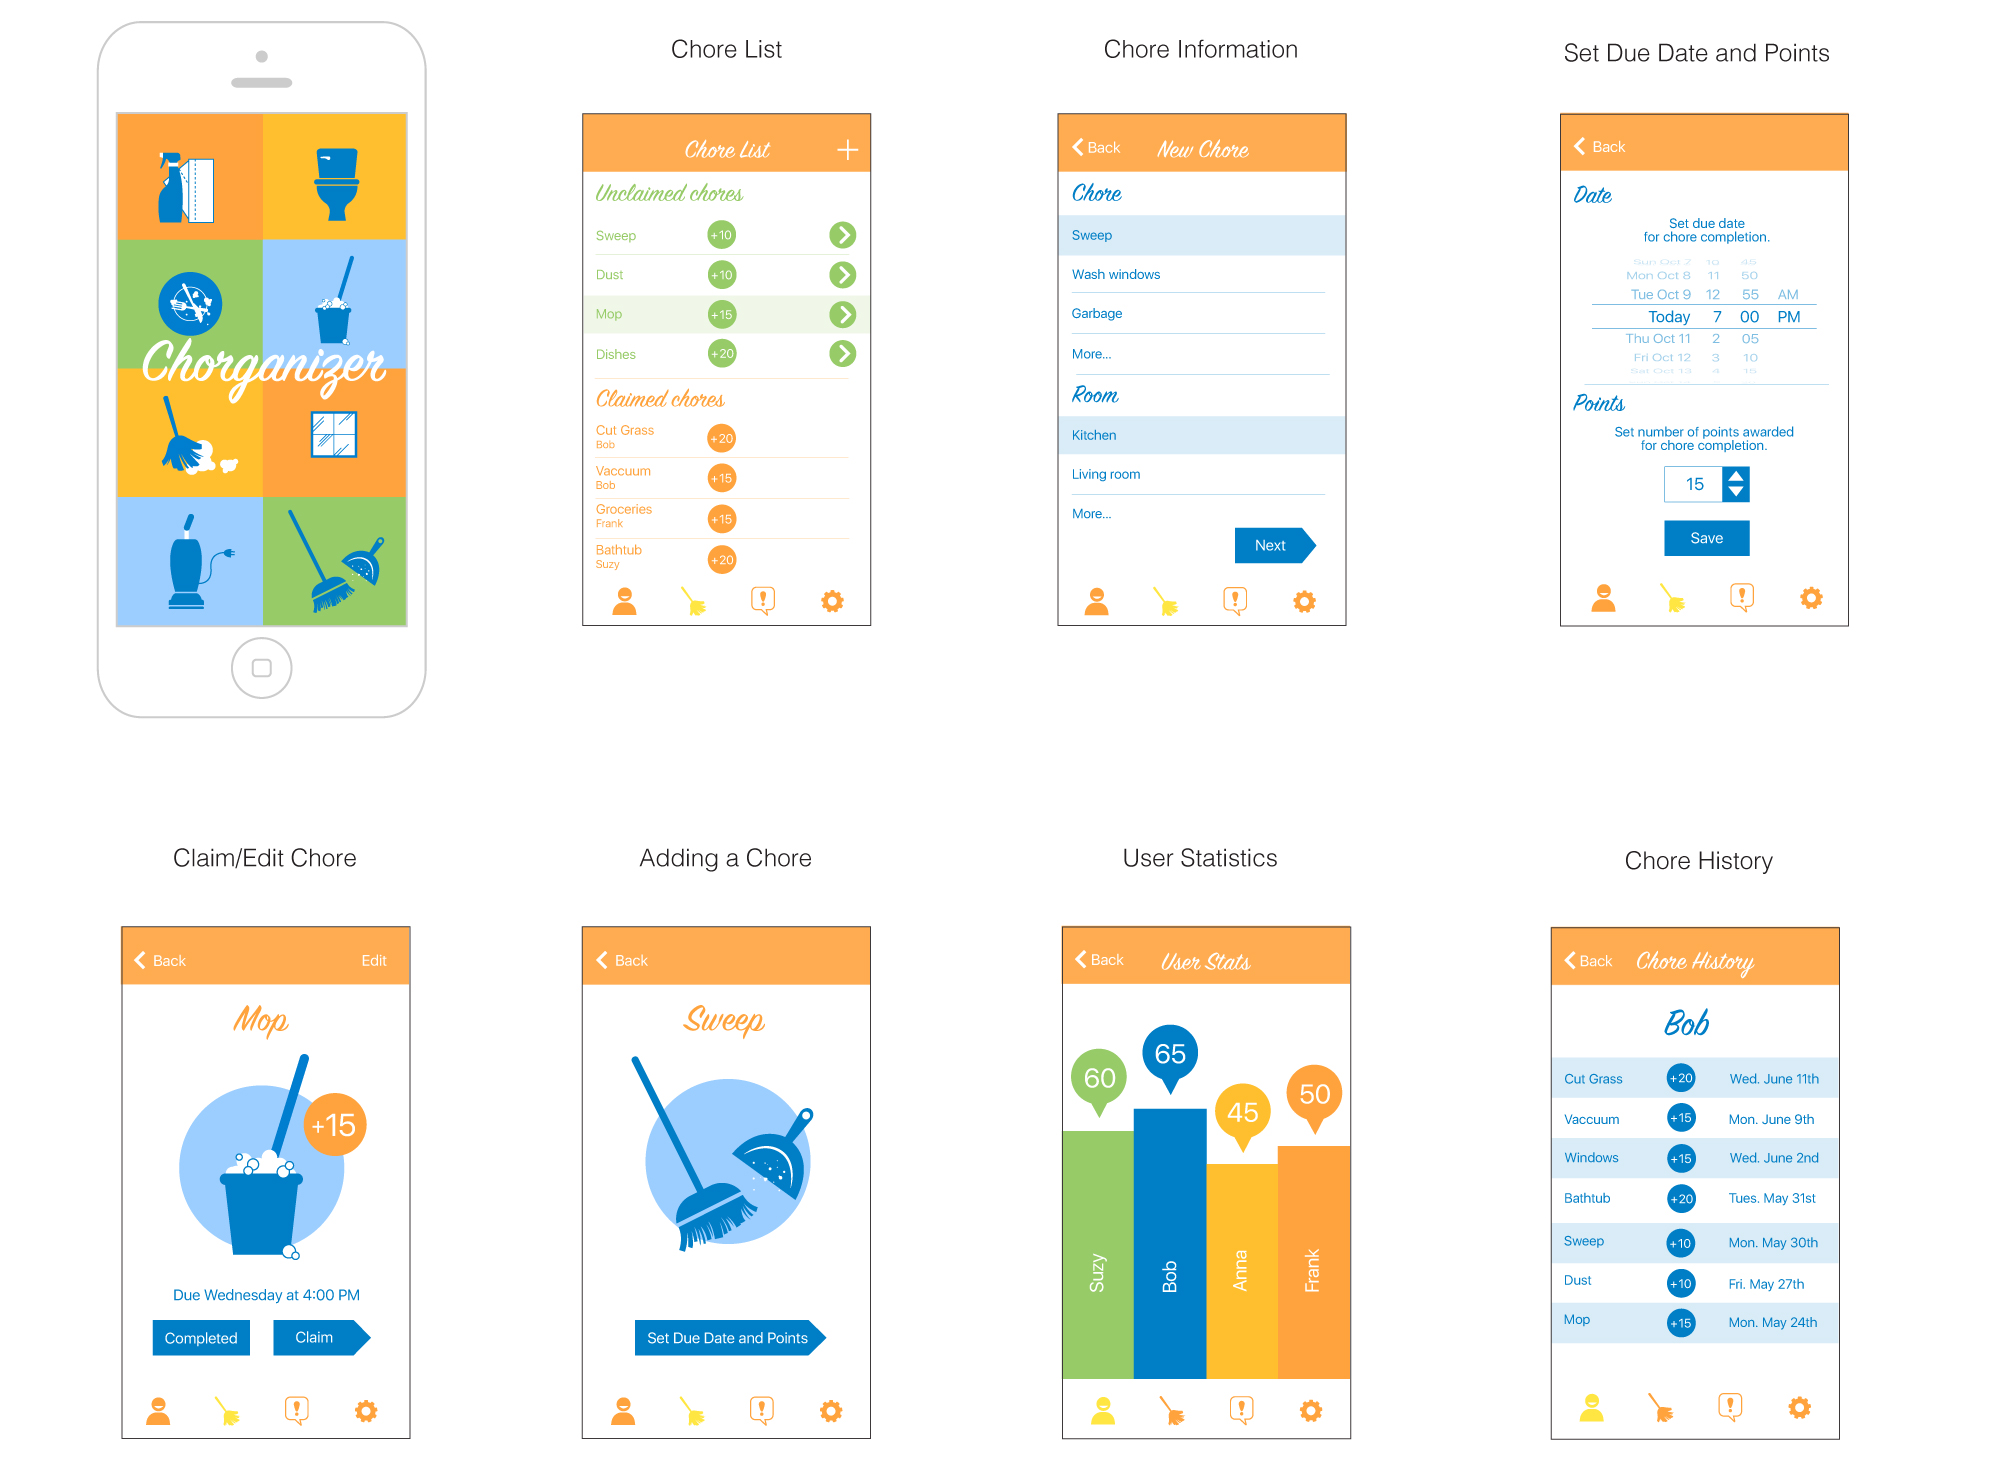 Chorganizer
Chore List
Chore List
Unclaimed chores
Sweep +10
Dust +10
Mop +15
Dishes +20
Claimed chores
Cut Grass +20
Bob
Vaccuum +15
Bob
Groceries +15
Frank
Bathtub +20
Suzy
Chore Information
Back New Chore
Chore
Sweep
Wash windows
Garbage
More...
Room
Kitchen
Living room
More...
Next
Set Due Date and Points
Back
Date
Set due date
for chore completion.
Sun Oct 7 10 45
Mon Oct 8 11 50
Tue Oct 9 12 55 AM
Today 7 00 PM
Thu Oct 11 2 05
Fri Oct 12 3 10
Sat Oct 13 4 15
Points
Set number of points awarded
for chore completion.
15
Save
Claim/Edit Chore
Back Edit
Mop
+15
Due Wednesday at 4:00 PM
Completed Claim
Adding a Chore
Back
Sweep
Set Due Date and Points
User Statistics
Back User Stats
60 65 45 50
Suzy Bob Anna Frank
Chore History
Back Chore History
Bob
Cut Grass +20 Wed. June 11th
Vaccuum +15 Mon. June 9th
Windows +15 Wed. June 2nd
Bathtub +20 Tues. May 31st
Sweep +10 Mon. May 30th
Dust +10 Fri. May 27th
Mop +15 Mon. May 24th